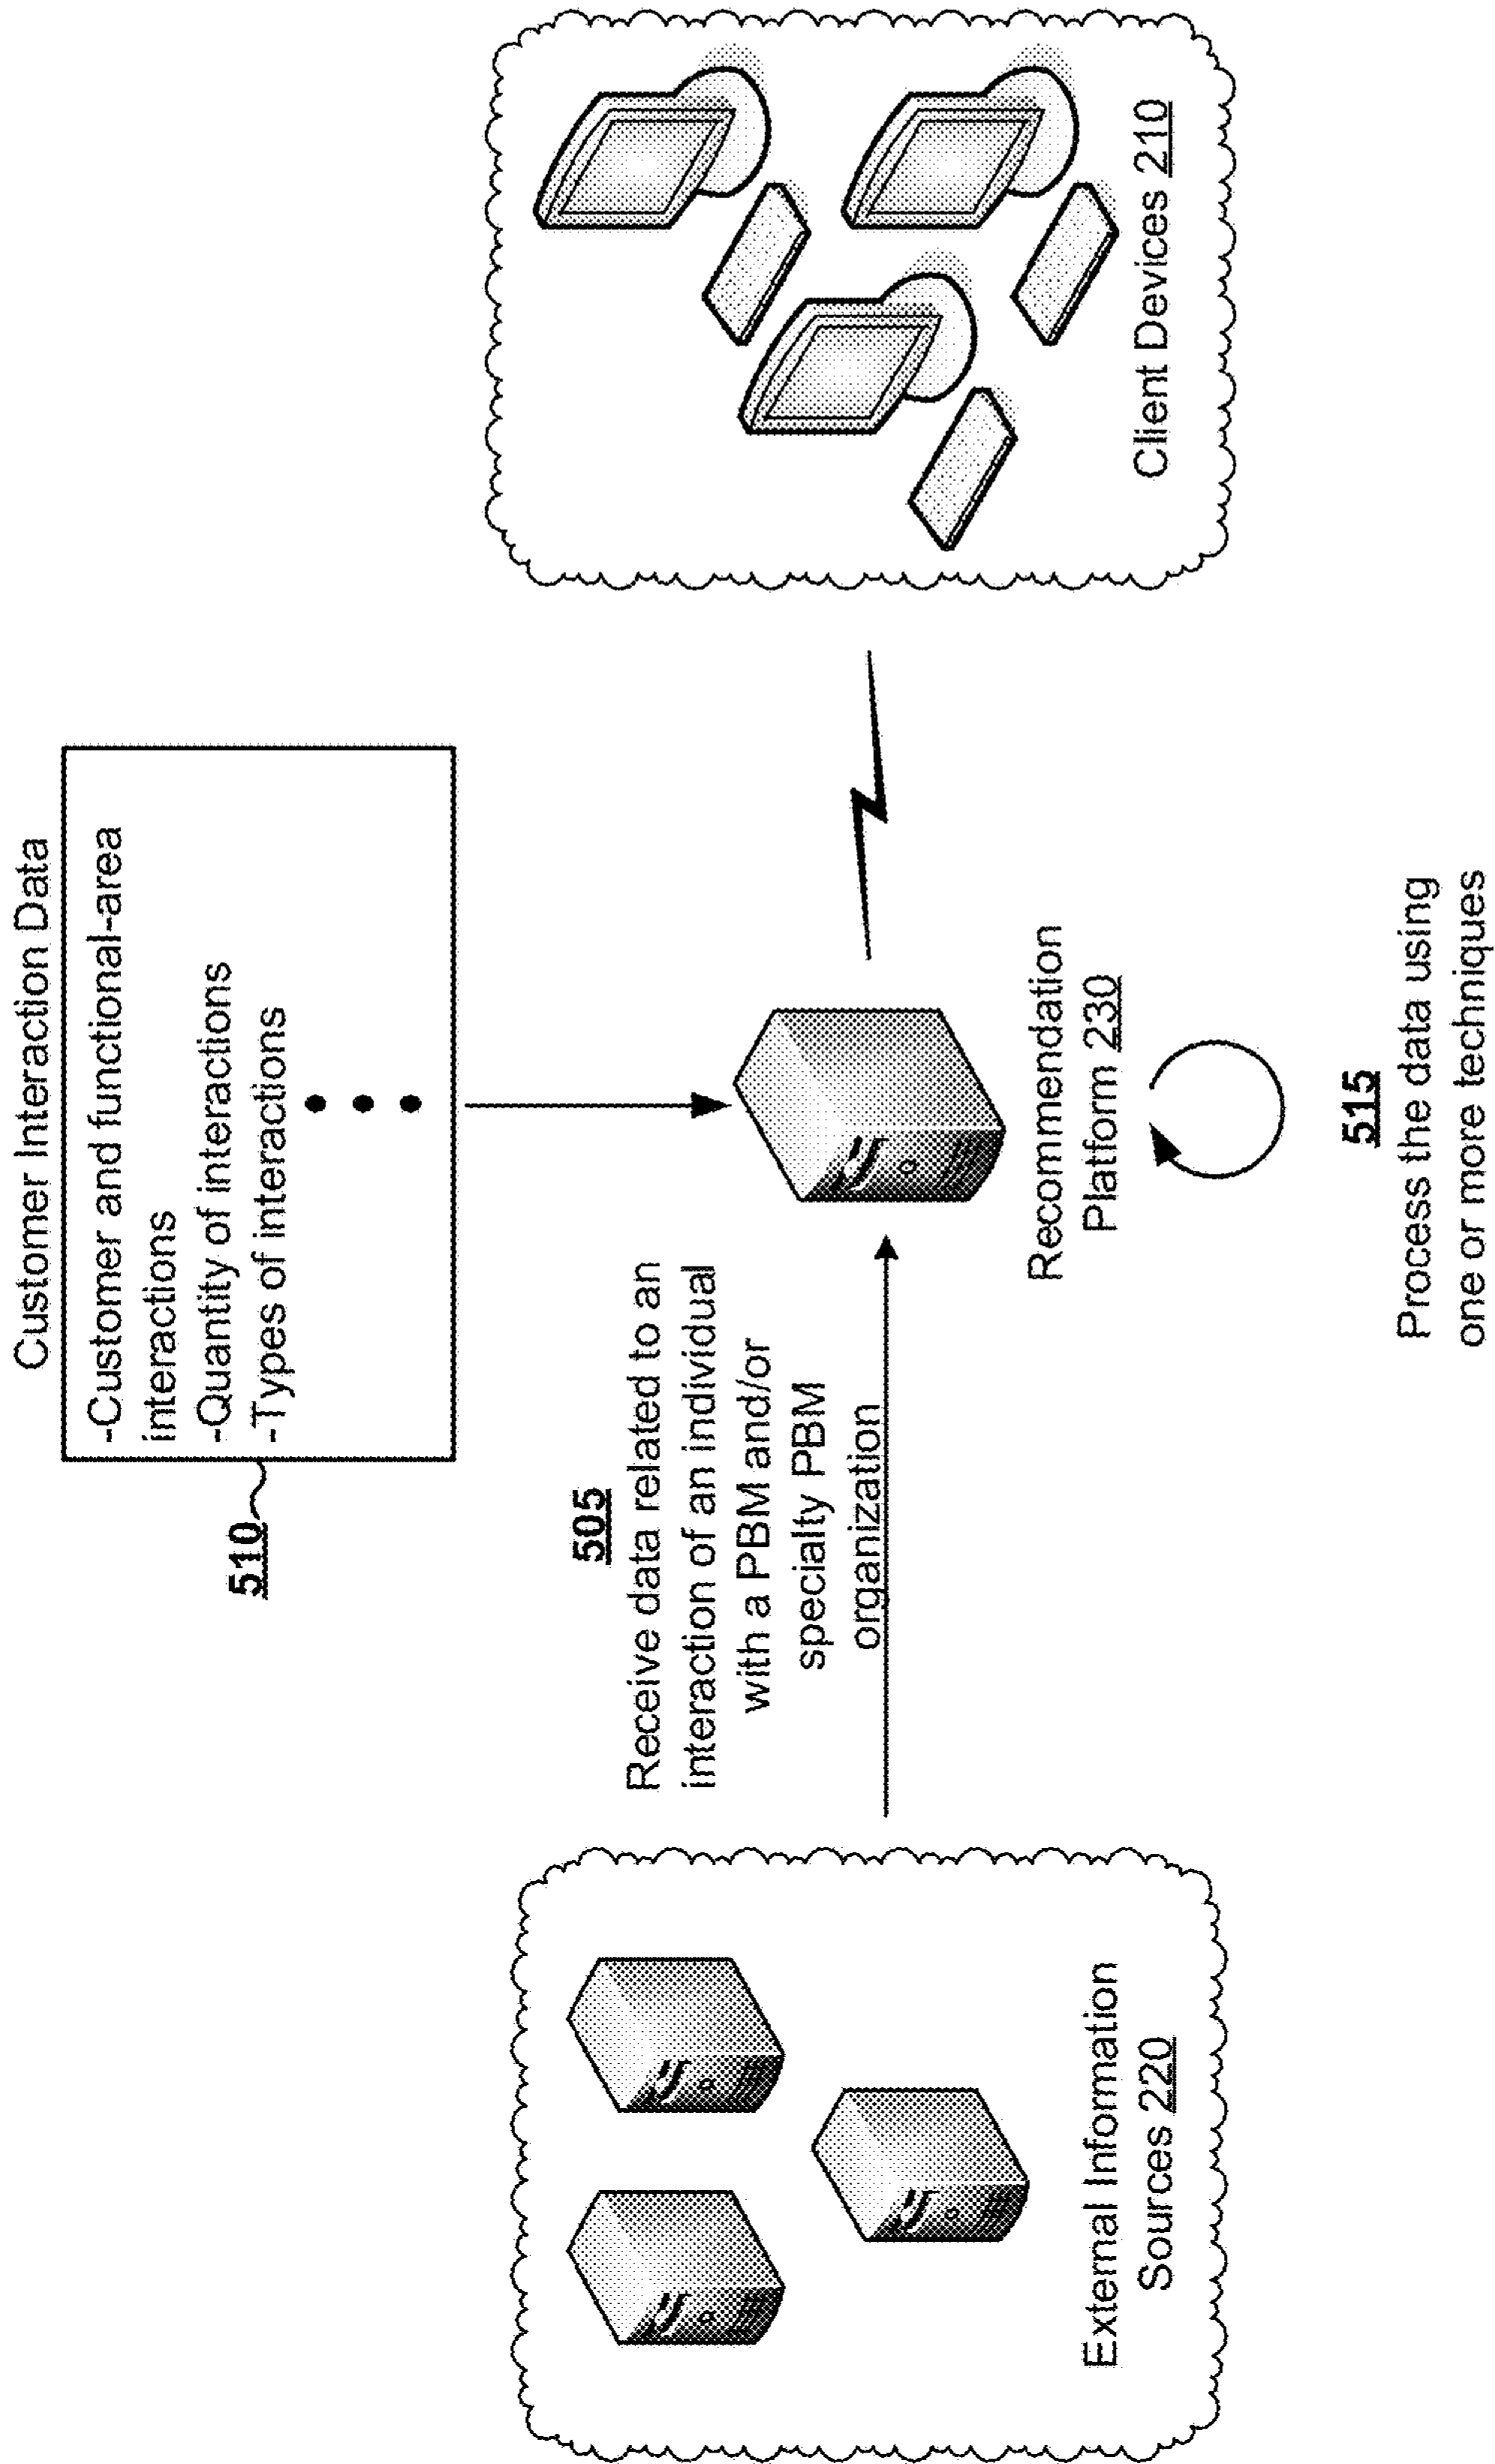 Customer Interaction Data
-Customer and functional-area
interactions
-Quantity of interactions
-Types of interactions
510
505
Receive data related to an
interaction of an individual
with a PBM and/or
specialty PBM
organization
External Information
Sources 220
Recommendation
Platform 230
515
Process the data using
one or more techniques
Client Devices 210